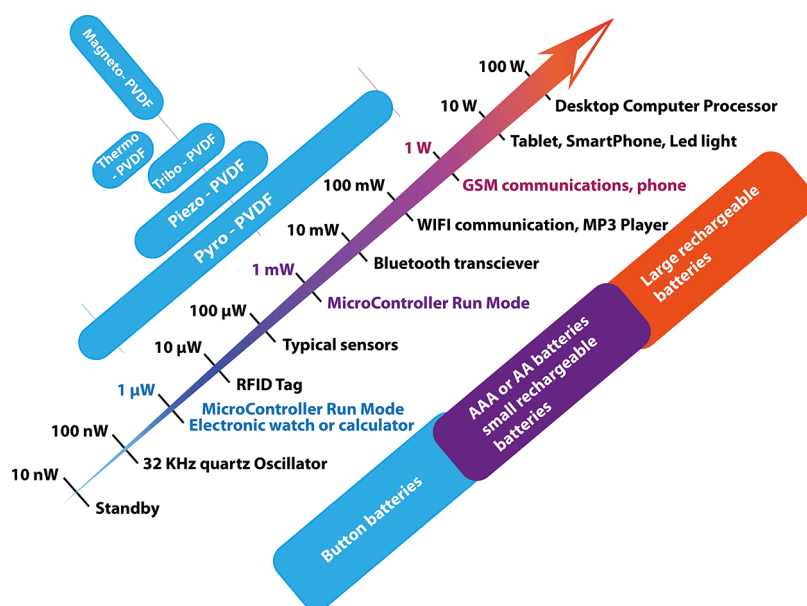 Magneto- PVDF
Thermo
- PVDF
Tribo - PVDF
Piezo - PVDF
Pyro - PVDF
100 W
Desktop Computer Processor
10 W
Tablet, SmartPhone, Led light
1 W
GSM communications, phone
100 mW
WIFI communication, MP3 Player
10 mW
Bluetooth transciever
1 mW
MicroController Run Mode
100 µW
Typical sensors
10 µW
RFID Tag
1 µW
MicroController Run Mode
Electronic watch or calculator
100 nW
32 KHz quartz Oscillator
10 nW
Standby
Large rechargeable
batteries
AAA or AA batteries
small rechargeable
batteries
Button batteries